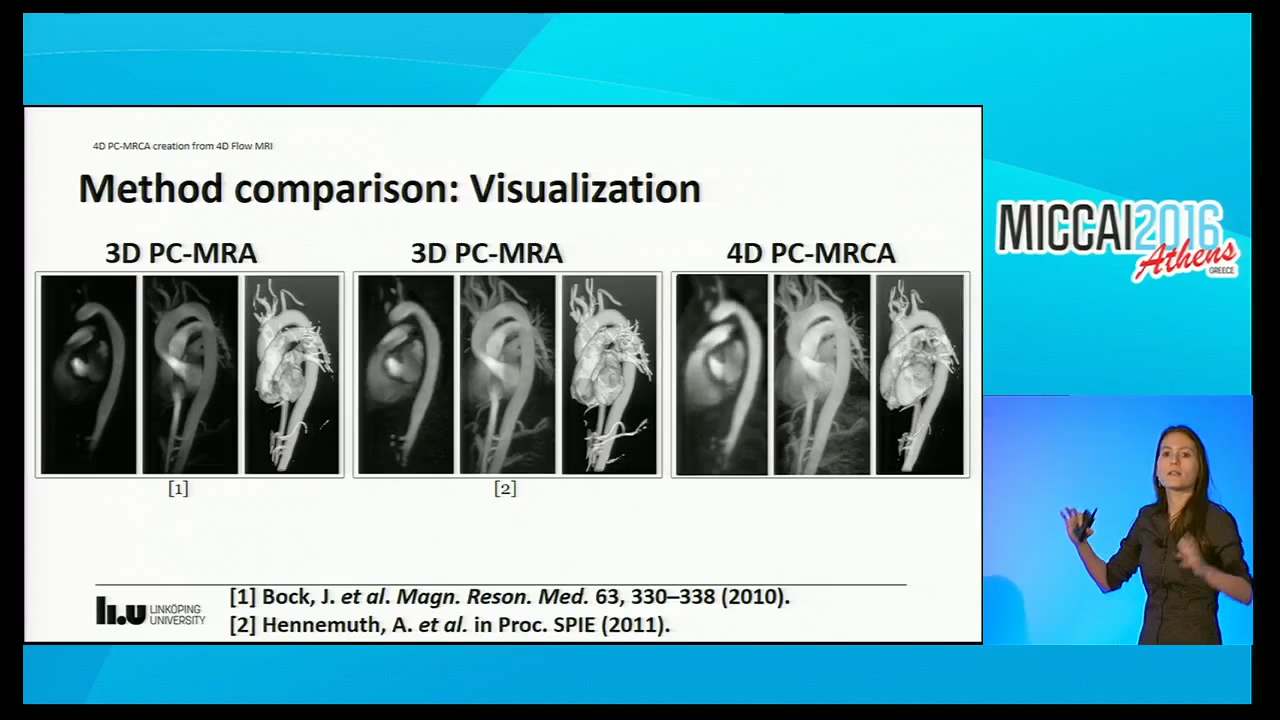 4D PC-MRCA creation from 4D Flow MRI
Method comparison: Visualization
3D PC-MRA
3D PC-MRA
4D PC-MRCA
[1]
[2]
[1] Bock, J. et al. Magn. Reson. Med. 63, 330–338 (2010).
[2] Hennemuth, A. et al. in Proc. SPIE (2011).
li.u LINKÖPING
UNIVERSITY
MICCAI2016
Athens
GREECE